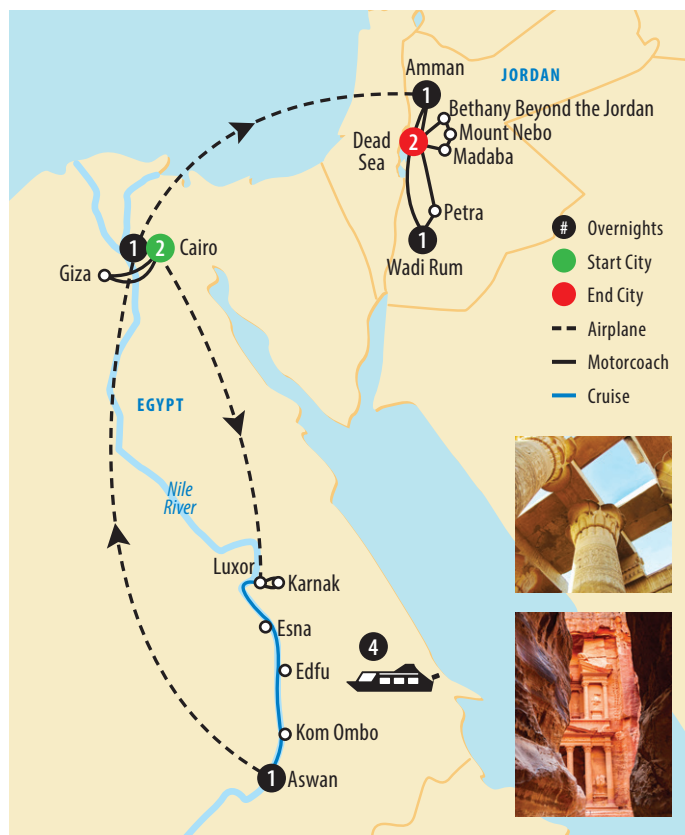 Amman
JORDAN
1
Bethany Beyond the Jordan
Mount Nebo
Dead
Sea
2
Madaba
Petra
1
Wadi Rum
1
2
Cairo
Giza
# Overnights
Start City
End City
Airplane
Motorcoach
Cruise
EGYPT
Nile
River
Luxor
Karnak
Esna
4
Edfu
Kom Ombo
1
Aswan